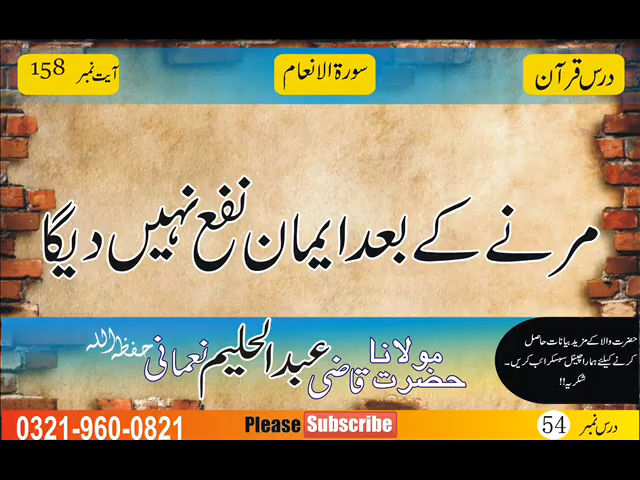 درس قرآن
سورۃ الانعام
آیت نمبر 158
مرنے کے بعد ایمان نفع نہیں دیگا
حضرت مولانا قاضی عبدالحلیم نعمانی حفظہ اللہ
حضرت والا کے مزید بیانات حاصل
کرنے کیلئے ہمارا چینل سبسکرائب کریں۔
شکریہ!!
درس نمبر 54
Please Subscribe
0321-960-0821